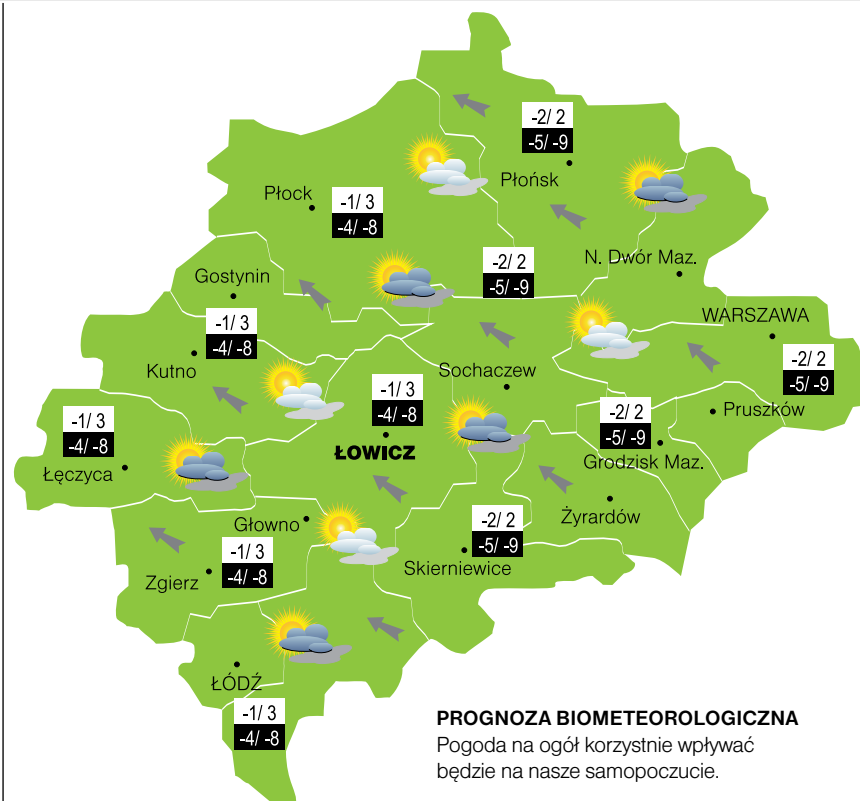 -2/ 2
-5/ -9
Płońsk
Płock
-1/ 3
-4/ -8
N. Dwór Maz.
-2/ 2
-5/ -9
Gostynin
WARSZAWA
-1/ 3
-4/ -8
Kutno
-2/ 2
-5/ -9
Sochaczew
-1/ 3
-4/ -8
ŁOWICZ
-2/ 2
-5/ -9
Pruszków
Grodzisk Maz.
-1/ 3
-4/ -8
Łęczyca
Żyrardów
Głowno
-2/ 2
-5/ -9
Skierniewice
-1/ 3
-4/ -8
Zgierz
ŁÓDŹ
-1/ 3
-4/ -8
PROGNOZA BIOMETEOROLOGICZNA
Pogoda na ogół korzystnie wpływać
będzie na nasze samopoczucie.